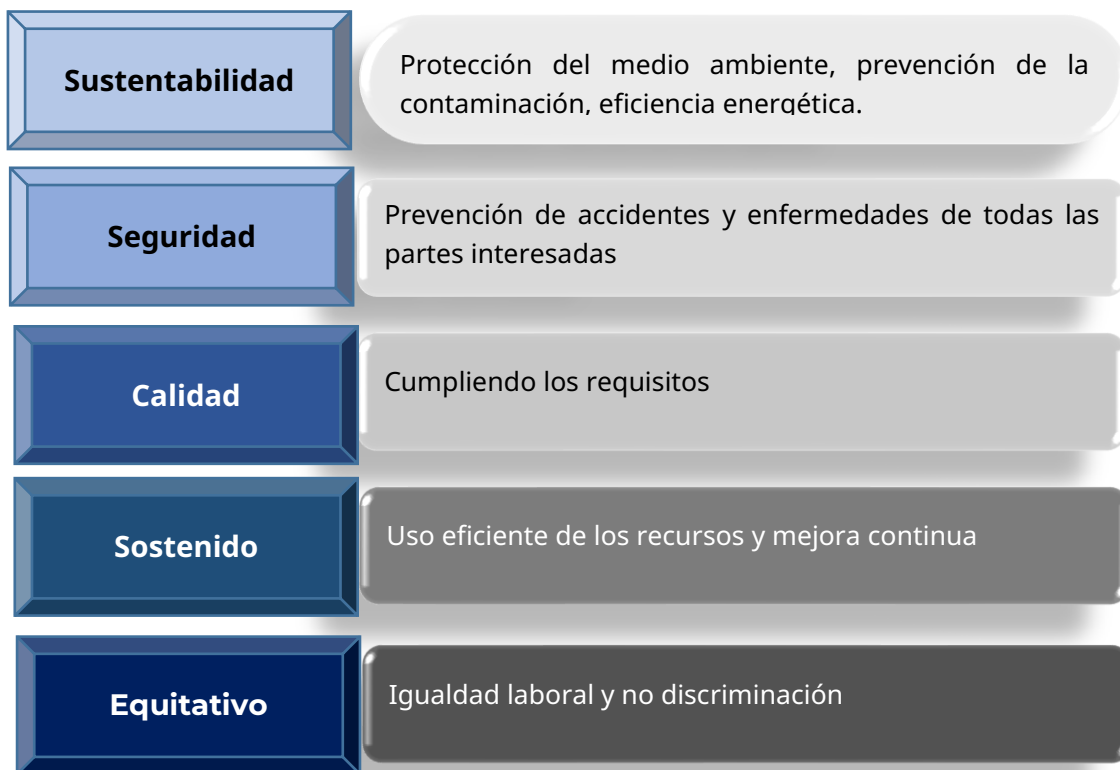 Sustentabilidad
Protección del medio ambiente, prevención de la
contaminación, eficiencia energética.
Seguridad
Prevención de accidentes y enfermedades de todas las
partes interesadas
Calidad
Cumpliendo los requisitos
Sostenido
Uso eficiente de los recursos y mejora continua
Equitativo
Igualdad laboral y no discriminación